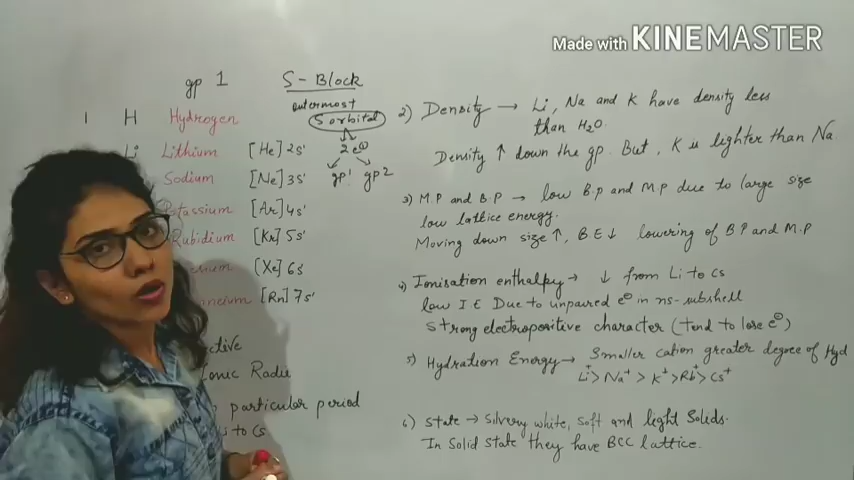 Made with KINEMASTER
gp 1 S-Block
1 H Hydrogen
Li Lithium [He] 2s¹
Sodium [Ne] 3s¹
Potassium [Ar] 4s¹
Rubidium [Kr] 5s¹
[Xe] 6s¹
[Rn] 7s¹
outermost
S orbital
2 e⊖
gp 1 gp 2
Ionic Radii
particular period
to Cs
2) Density → Li, Na and K have density less
than H₂O.
Density ↑ down the gp. But, K is lighter than Na
3) M.P and B.P → low B.p and M.P due to large size
low lattice energy.
Moving down size ↑, B.E ↓ lowering of B.P and M.P
4) Ionisation enthalpy → ↓ from Li to Cs
low I.E Due to unpaired e⊖ in ns-subshell
Strong electropositive character (tend to lose e⊖)
5) Hydration Energy → Smaller cation greater degree of Hyd
Li⁺ > Na⁺ > K⁺ > Rb⁺ > Cs⁺
6) State → Silvery white, soft and light Solids.
In Solid state they have BCC lattice.